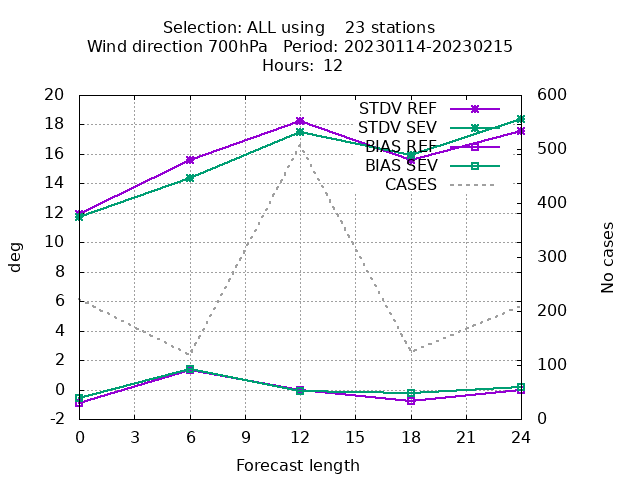 Selection: ALL using 23 stations
Wind direction 700hPa Period: 20230114-20230215
Hours: 12
20
18
16
14
12
10
8
6
4
2
0
-2
deg
600
500
400
300
200
100
0
No cases
STDV REF
STDV SEV
BIAS REF
BIAS SEV
CASES
0 3 6 9 12 15 18 21 24
Forecast length